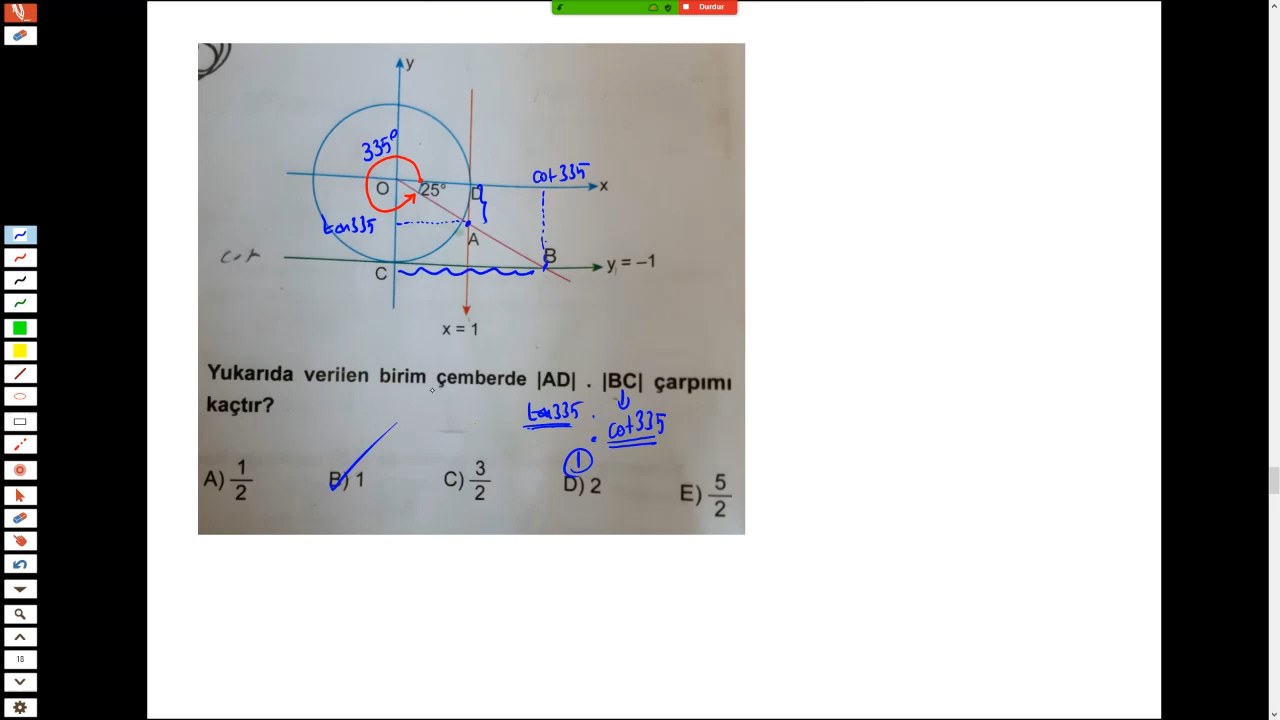 Durdur
y
335°
cot335
O
25°
D
x
tan335
A
cot
B
C
y = –1
x = 1
Yukarıda verilen birim çemberde |AD| . |BC| çarpımı
kaçtır?
tan335 . cot335
1
A) 1/2 B) 1 C) 3/2 D) 2 E) 5/2
18